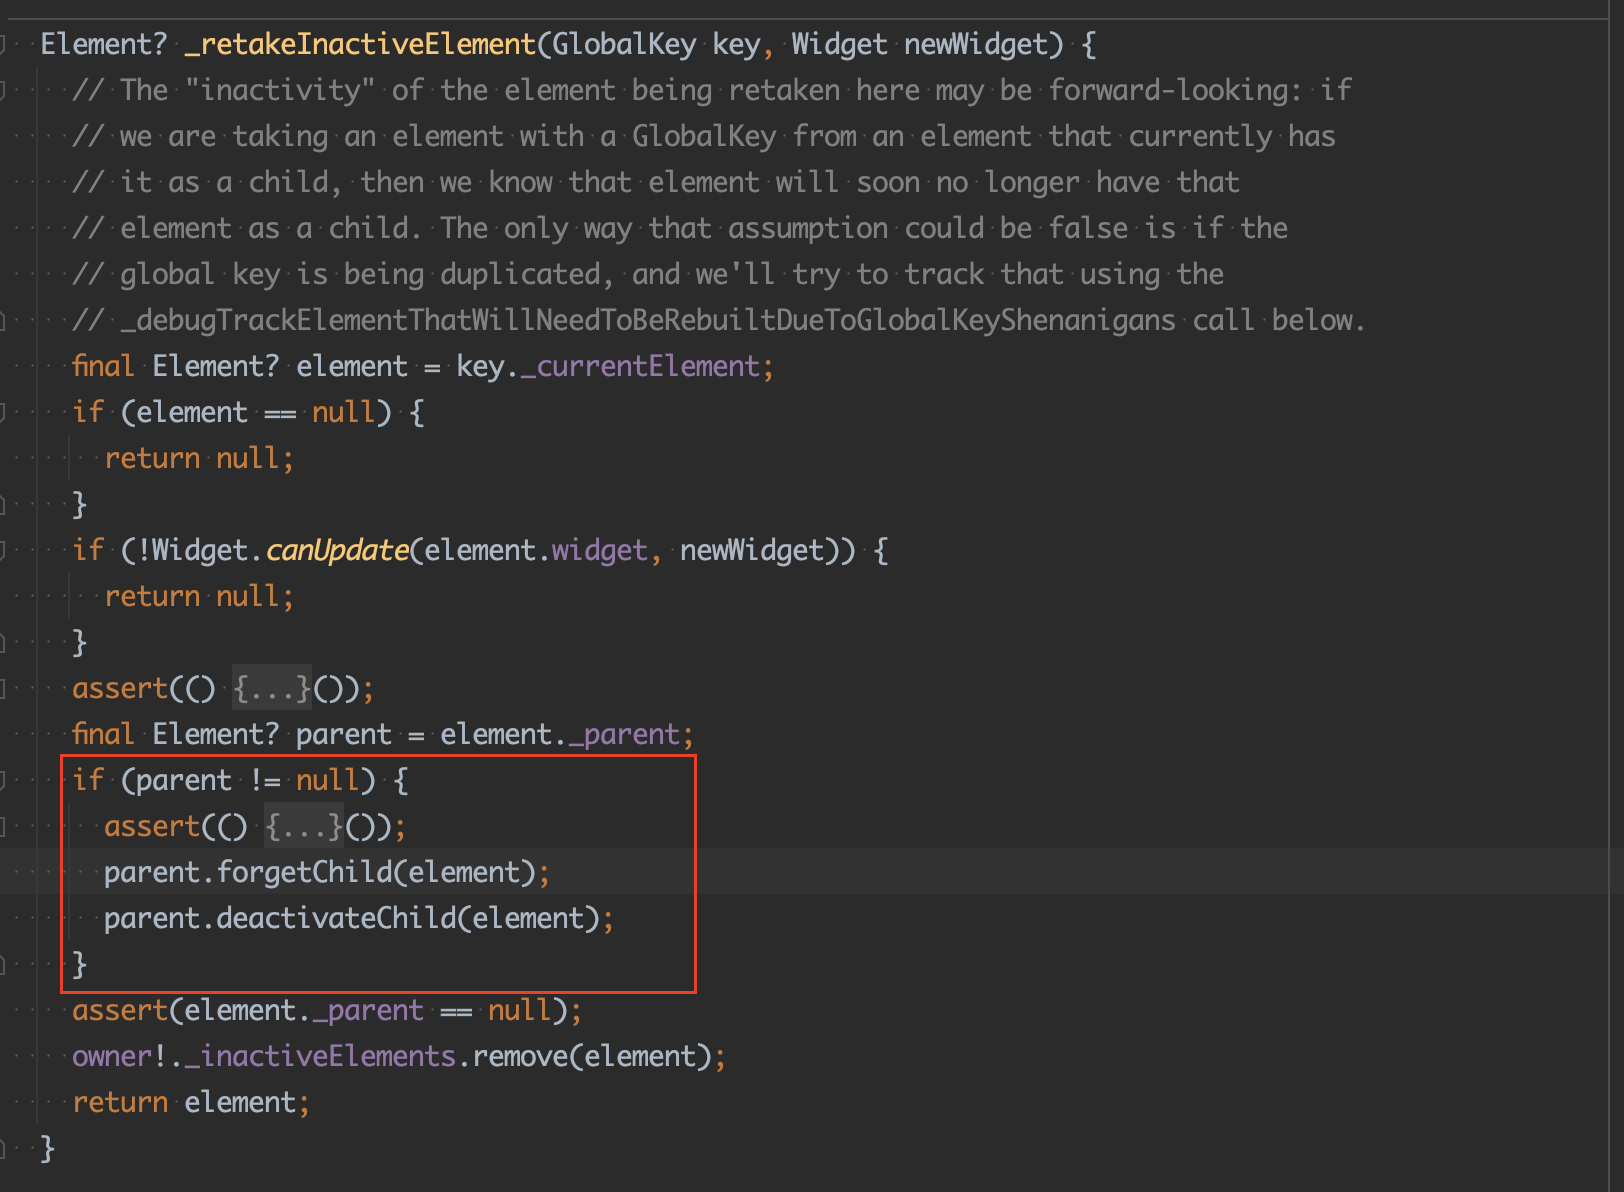 Element? _retakeInactiveElement(GlobalKey key, Widget newWidget) {
// The "inactivity" of the element being retaken here may be forward-looking: if
// we are taking an element with a GlobalKey from an element that currently has
// it as a child, then we know that element will soon no longer have that
// element as a child. The only way that assumption could be false is if the
// global key is being duplicated, and we'll try to track that using the
// _debugTrackElementThatWillNeedToBeRebuiltDueToGlobalKeyShenanigans call below.
final Element? element = key._currentElement;
if (element == null) {
return null;
}
if (!Widget.canUpdate(element.widget, newWidget)) {
return null;
}
assert(() {...}());
final Element? parent = element._parent;
if (parent != null) {
assert(() {...}());
parent.forgetChild(element);
parent.deactivateChild(element);
}
assert(element._parent == null);
owner!._inactiveElements.remove(element);
return element;
}